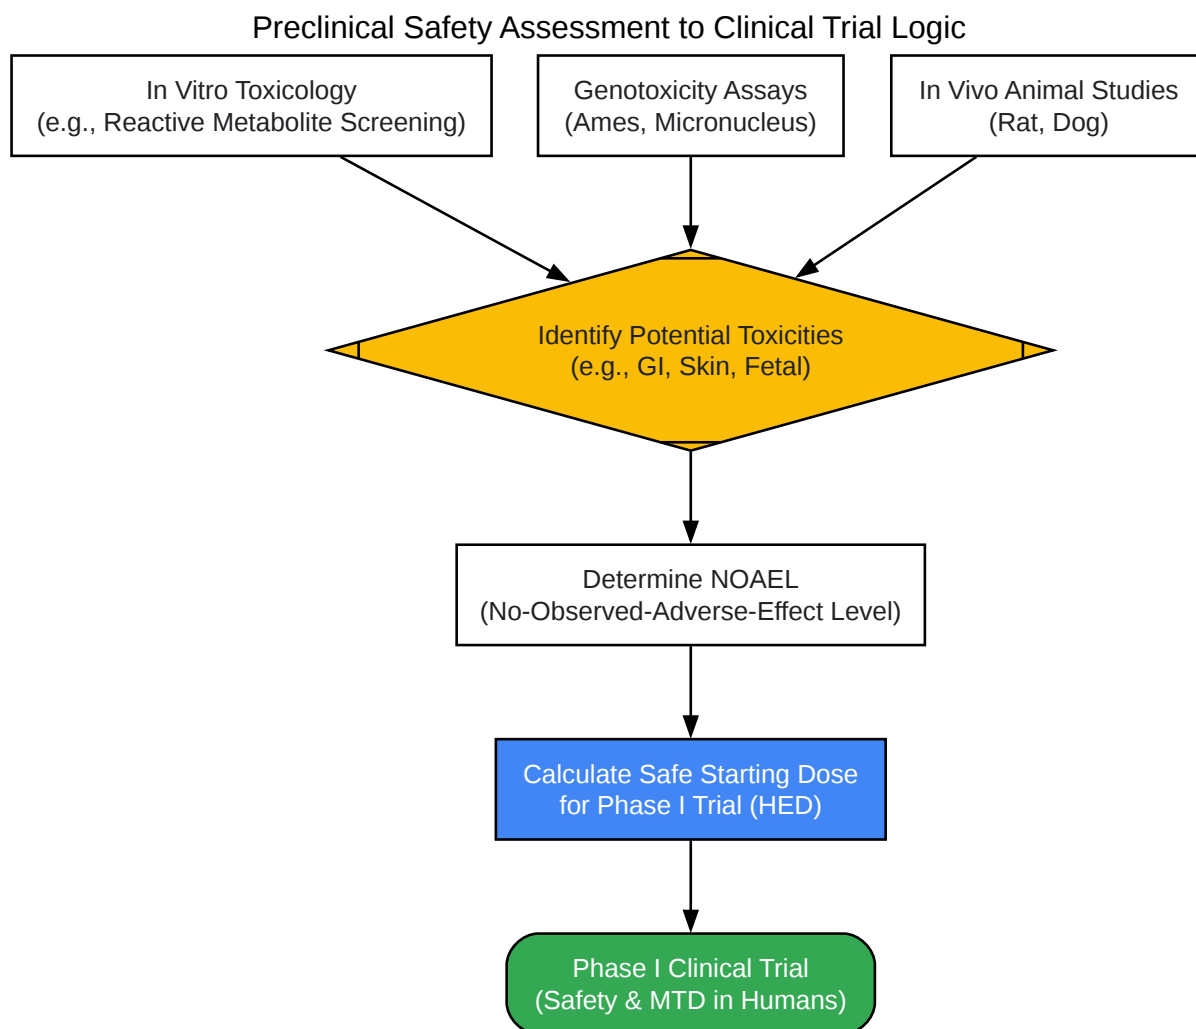 Preclinical Safety Assessment to Clinical Trial Logic
In Vitro Toxicology
(e.g., Reactive Metabolite Screening)
Genotoxicity Assays
(Ames, Micronucleus)
In Vivo Animal Studies
(Rat, Dog)
Identify Potential Toxicities
(e.g., GI, Skin, Fetal)
Determine NOAEL
(No-Observed-Adverse-Effect Level)
Calculate Safe Starting Dose
for Phase I Trial (HED)
Phase I Clinical Trial
(Safety & MTD in Humans)